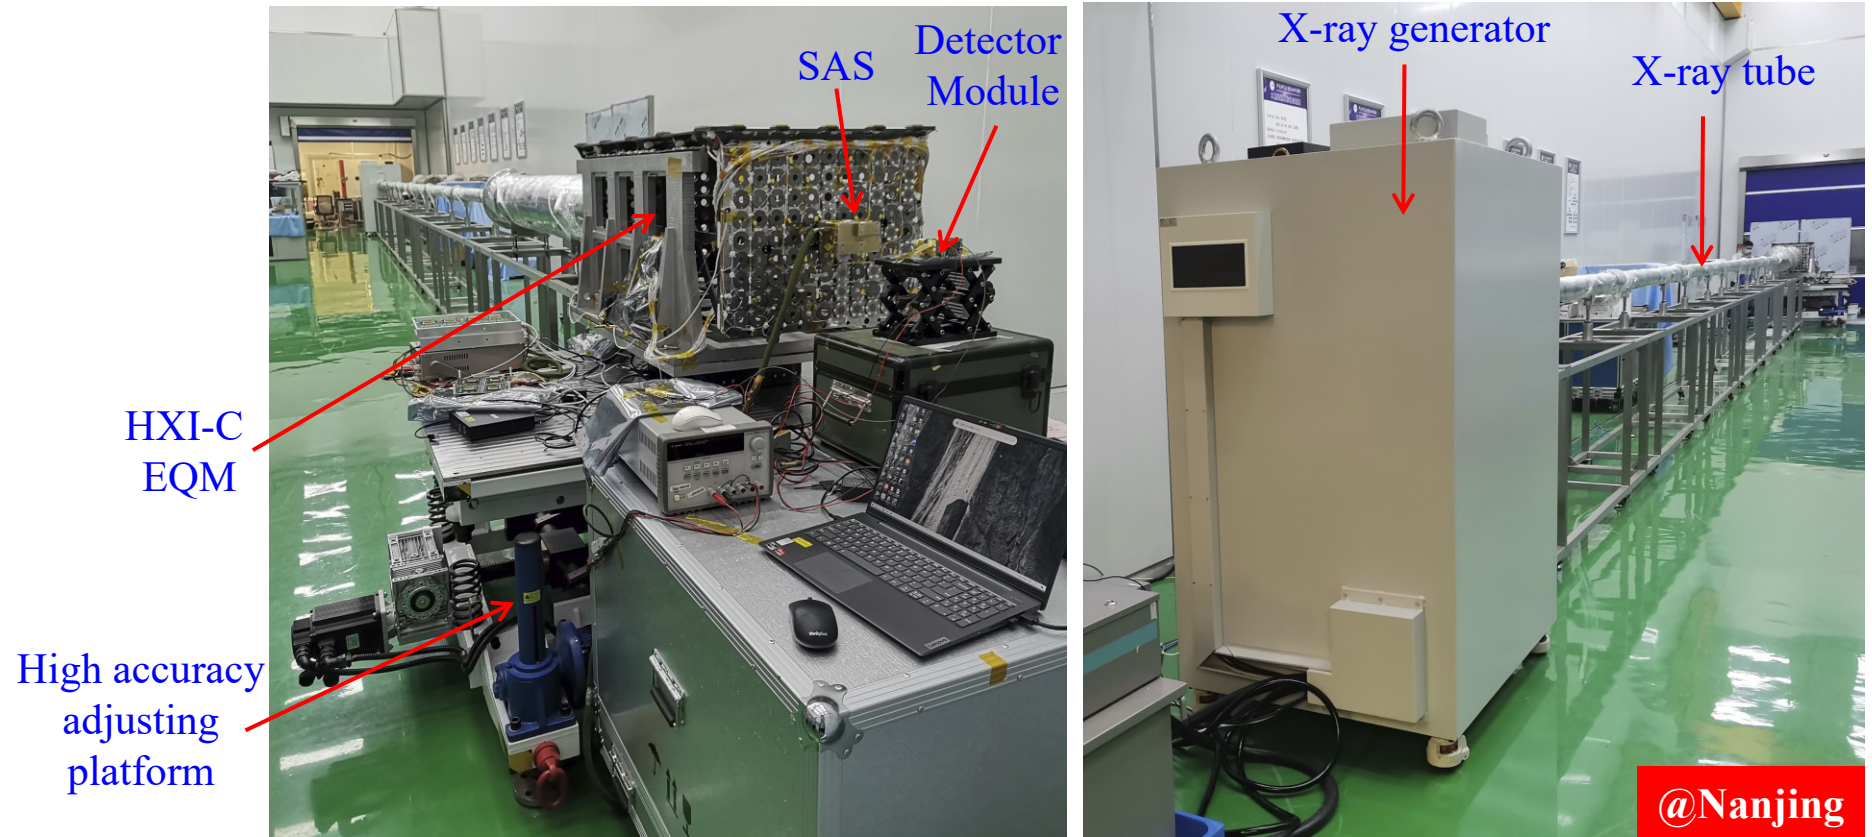 SAS
Detector
Module
HXI-C
EQM
High accuracy
adjusting
platform
X-ray generator
X-ray tube
@Nanjing